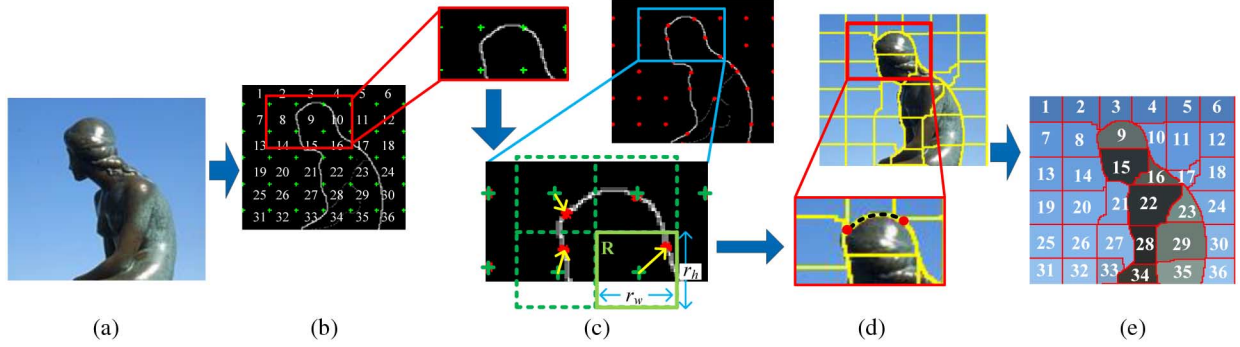 1 2 3 4 5 6
7 8 9 10 11 12
13 14 15 16 17 18
19 20 21 22 23 24
25 26 27 28 29 30
31 32 33 34 35 36
R
r_h
r_w
1 2 3 4 5 6
7 8 9 10 11 12
13 14 15 16 17 18
19 20 21 22 23 24
25 26 27 28 29 30
31 32 33 34 35 36
(a) (b) (c) (d) (e)